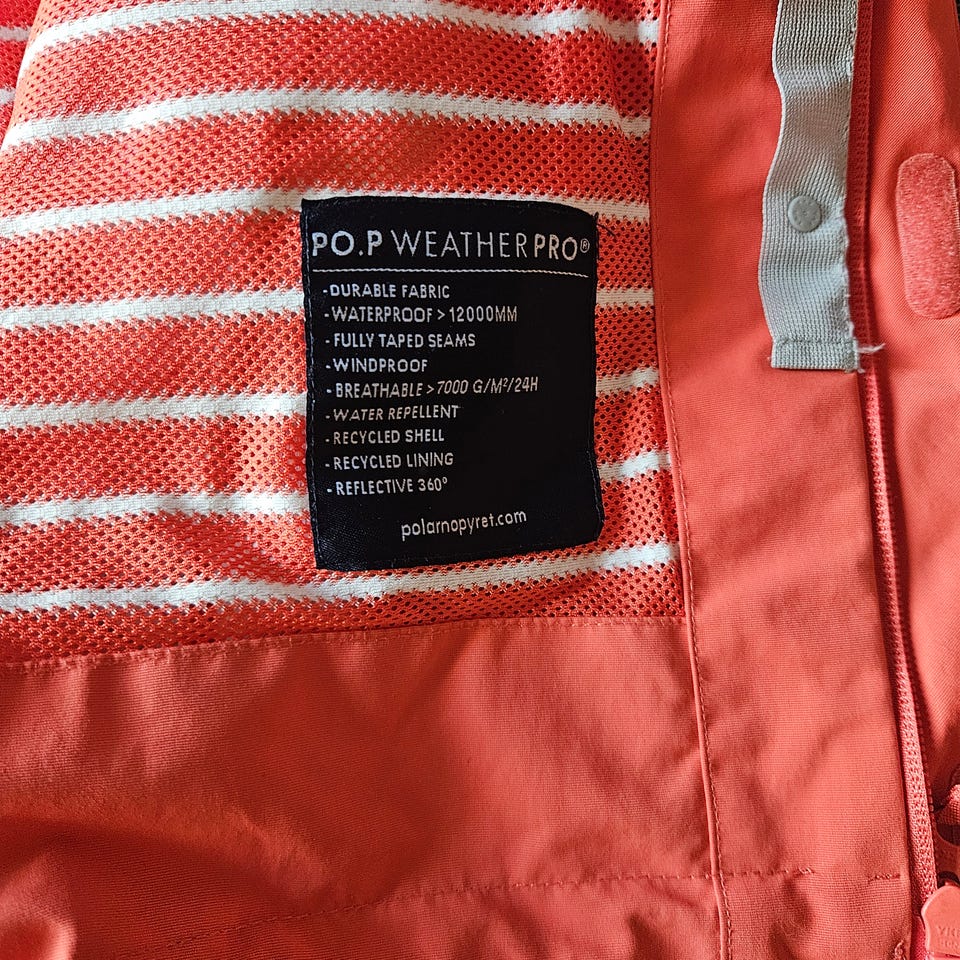 PO.P WEATHERPRO®
-DURABLE FABRIC
-WATERPROOF > 12000MM
-FULLY TAPED SEAMS
-WINDPROOF
-BREATHABLE >7000 G/M²/24H
-WATER REPELLENT
-RECYCLED SHELL
-RECYCLED LINING
-REFLECTIVE 360°
polarnopyret.com